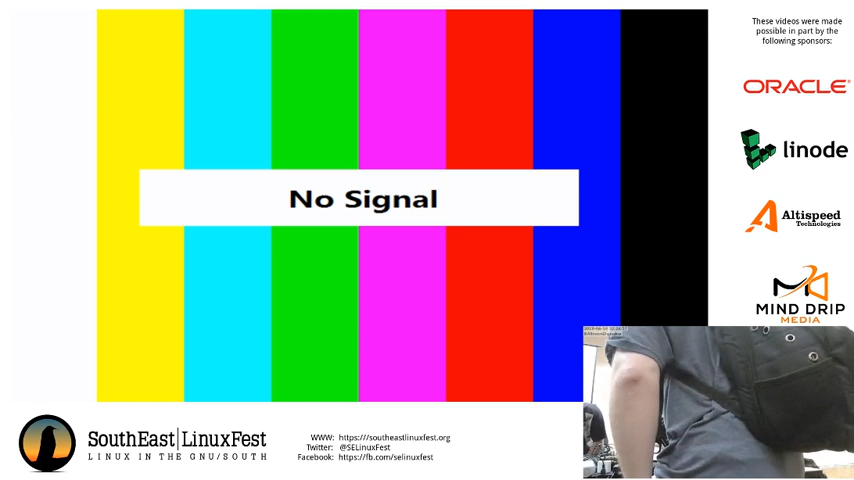 These videos were made
possible in part by the
following sponsors:
ORACLE
linode
Altispeed
Technologies
MIND DRIP
MEDIA
No Signal
SouthEast|LinuxFest
LINUX IN THE GNU/SOUTH
WWW: https:///southeastlinuxfest.org
Twitter: @SELinuxFest
Facebook: https://fb.com/selinuxfest